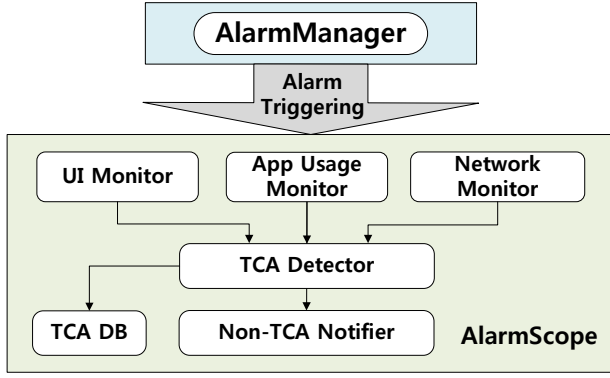 AlarmManager
Alarm
Triggering
UI Monitor
App Usage
Monitor
Network
Monitor
TCA Detector
TCA DB
Non-TCA Notifier
AlarmScope